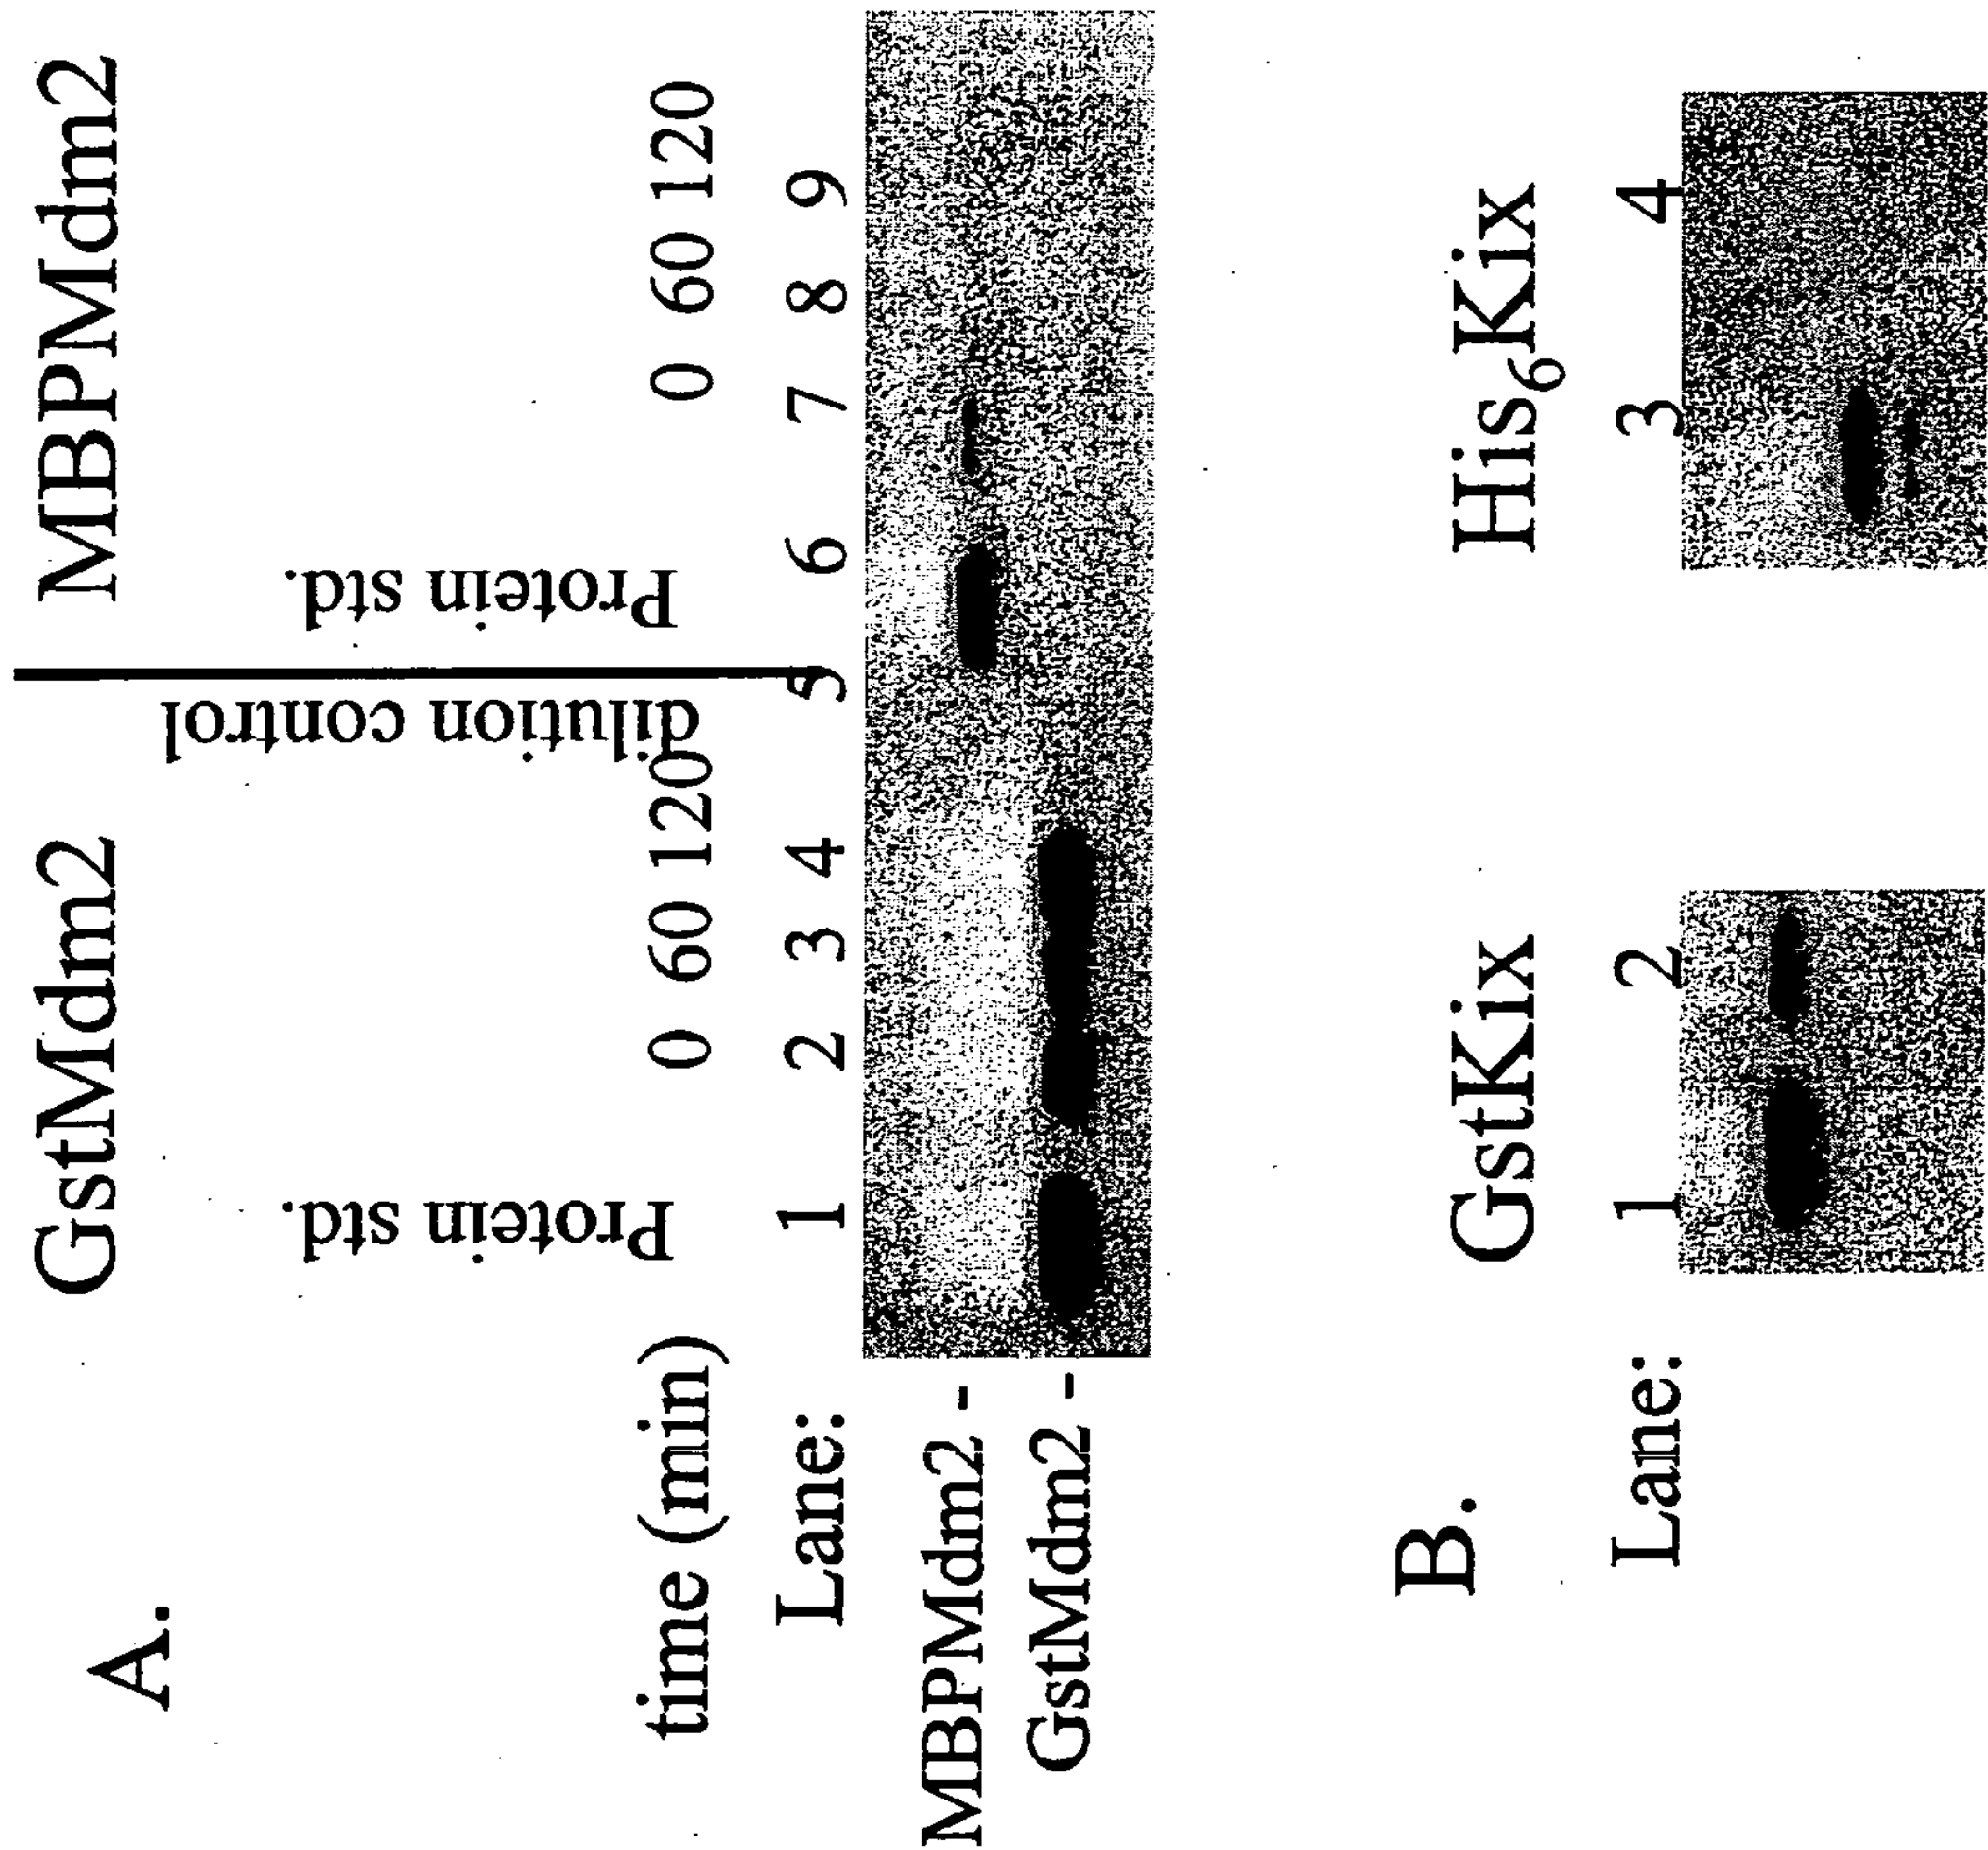 A.
GstMdm2 MBPMdm2
Protein std.
dilution control
Protein std.
time (min) 0 60 120 0 60 120
Lane: 1 2 3 4 5 6 7 8 9
MBPMdm2 -
GstMdm2 -
B.
GstKix His6Kix
Lane: 1 2 3 4